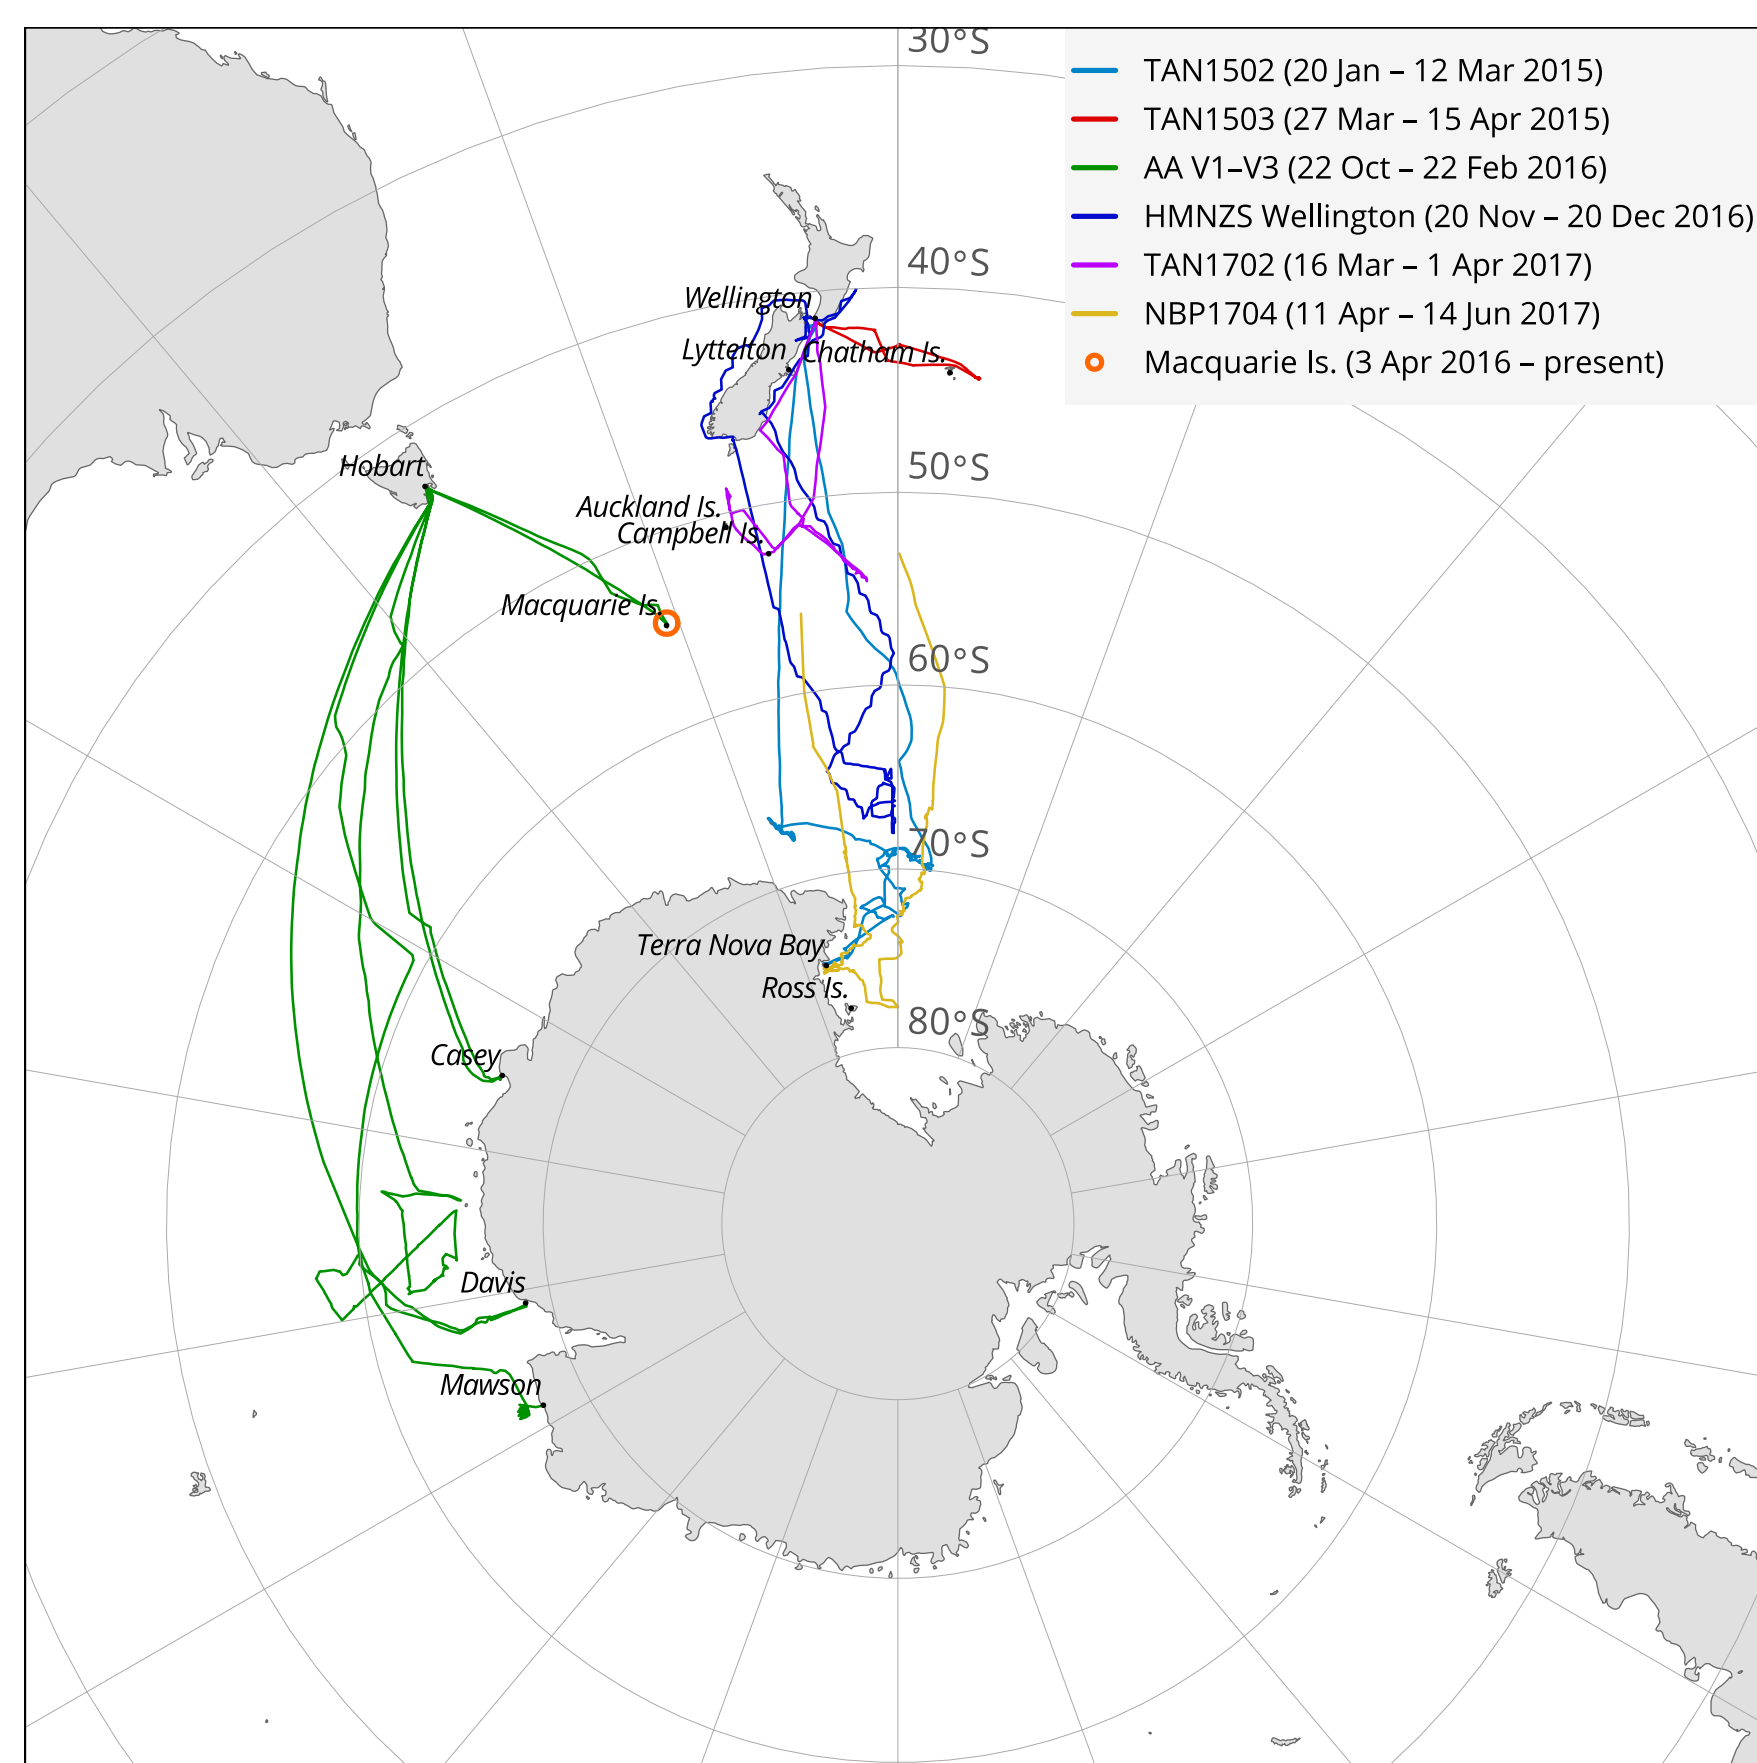 30°S
TAN1502 (20 Jan – 12 Mar 2015)
TAN1503 (27 Mar – 15 Apr 2015)
AA V1–V3 (22 Oct – 22 Feb 2016)
HMNZS Wellington (20 Nov – 20 Dec 2016)
TAN1702 (16 Mar – 1 Apr 2017)
NBP1704 (11 Apr – 14 Jun 2017)
Macquarie Is. (3 Apr 2016 – present)
40°S
Wellington
Lyttelton
Chatham Is.
50°S
Hobart
Auckland Is.
Campbell Is.
Macquarie Is.
60°S
70°S
Terra Nova Bay
Ross Is.
80°S
Casey
Davis
Mawson